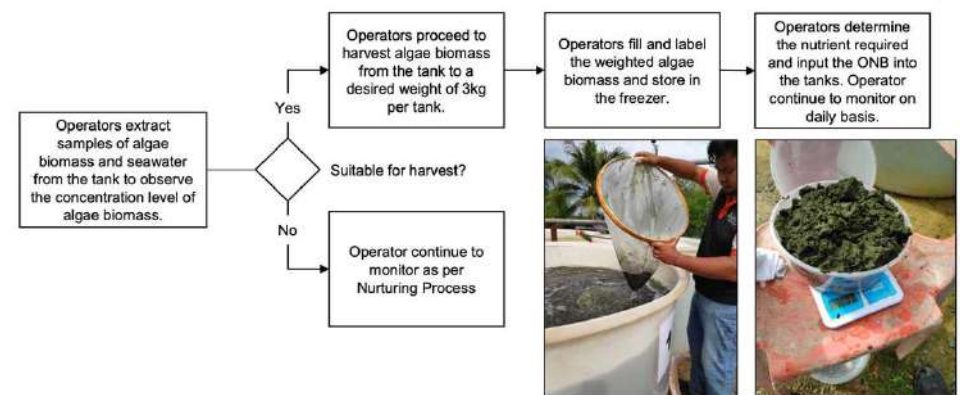 Operators extract
samples of algae
biomass and seawater
from the tank to observe
the concentration level of
algae biomass.
Yes
Suitable for harvest?
No
Operators proceed to
harvest algae biomass
from the tank to a
desired weight of 3kg
per tank.
Operators fill and label
the weighted algae
biomass and store in
the freezer.
Operators determine
the nutrient required
and input the ONB into
the tanks. Operator
continue to monitor on
daily basis.
Operator continue to
monitor as per
Nurturing Process